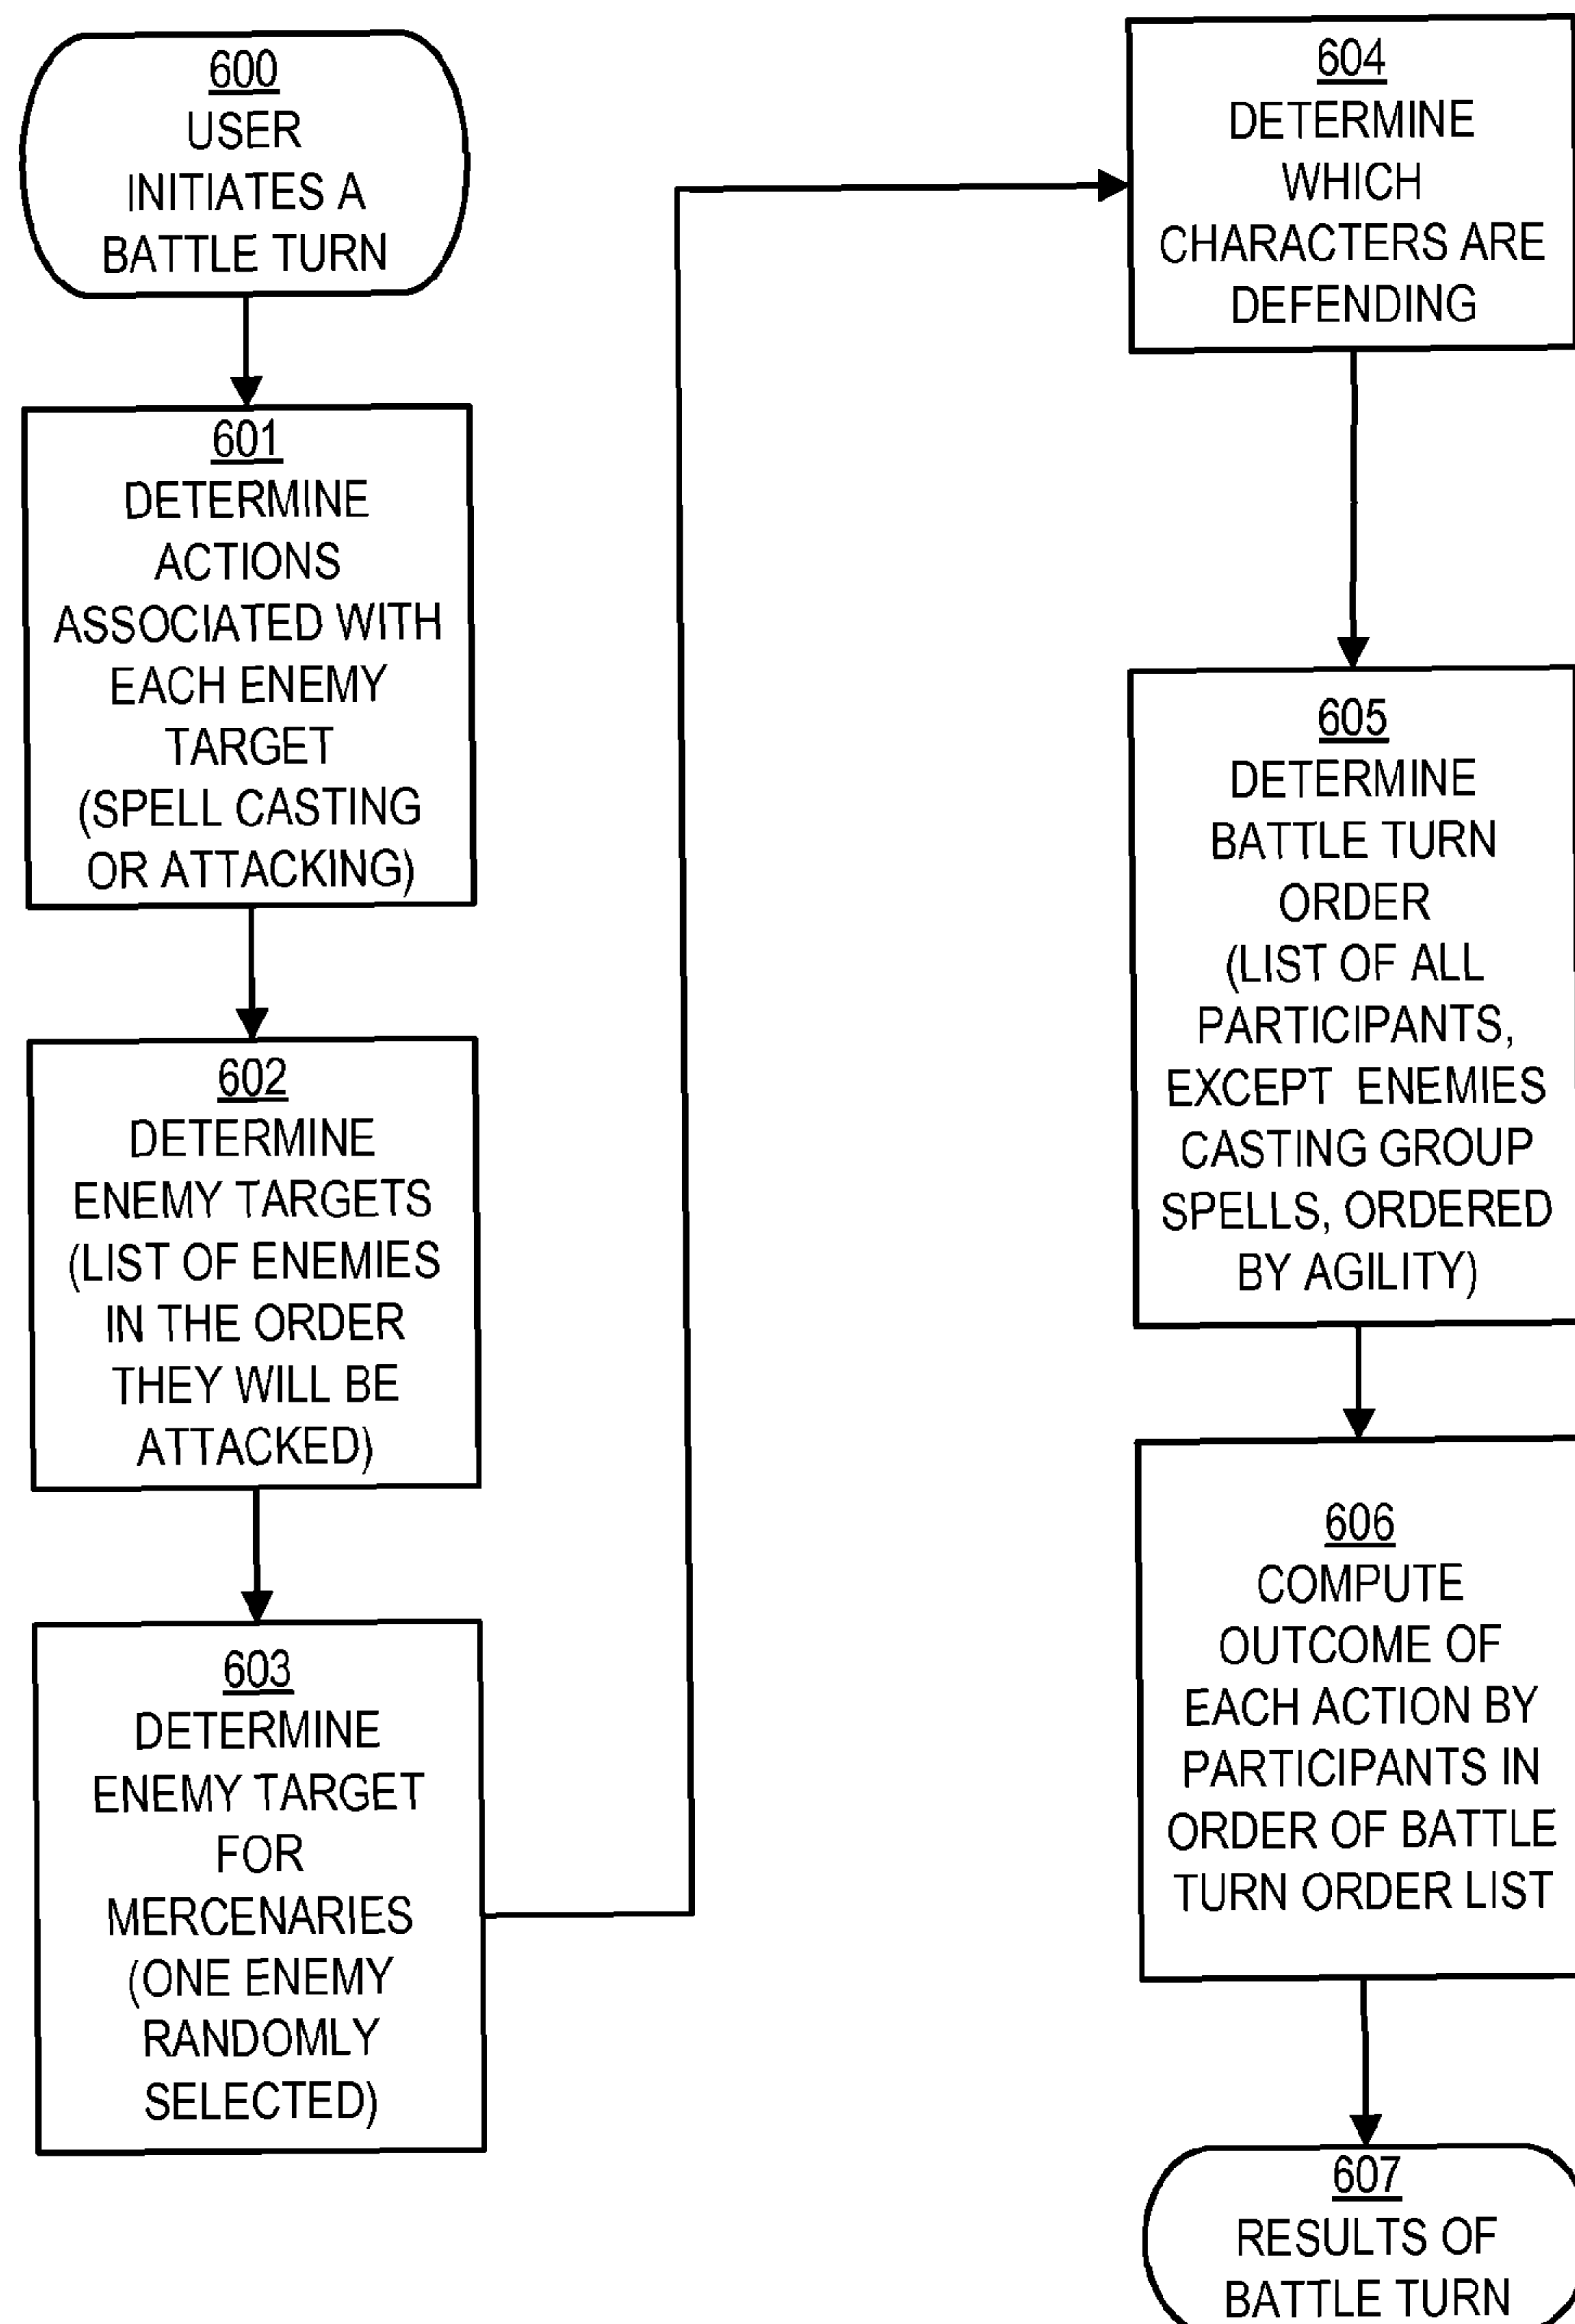 600
USER
INITIATES A
BATTLE TURN
601
DETERMINE
ACTIONS
ASSOCIATED WITH
EACH ENEMY
TARGET
(SPELL CASTING
OR ATTACKING)
602
DETERMINE
ENEMY TARGETS
(LIST OF ENEMIES
IN THE ORDER
THEY WILL BE
ATTACKED)
603
DETERMINE
ENEMY TARGET
FOR
MERCENARIES
(ONE ENEMY
RANDOMLY
SELECTED)
604
DETERMINE
WHICH
CHARACTERS ARE
DEFENDING
605
DETERMINE
BATTLE TURN
ORDER
(LIST OF ALL
PARTICIPANTS,
EXCEPT ENEMIES
CASTING GROUP
SPELLS, ORDERED
BY AGILITY)
606
COMPUTE
OUTCOME OF
EACH ACTION BY
PARTICIPANTS IN
ORDER OF BATTLE
TURN ORDER LIST
607
RESULTS OF
BATTLE TURN